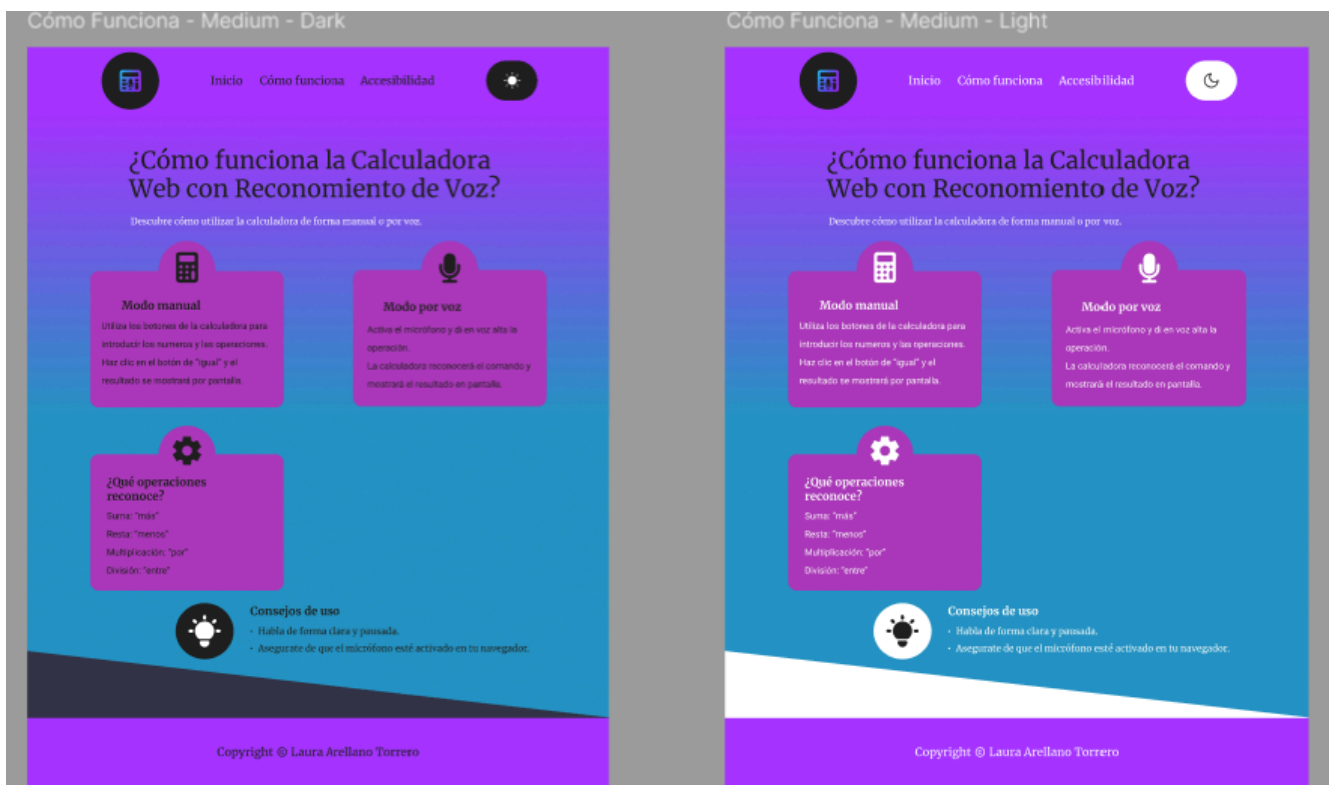 Cómo Funciona - Medium - Dark
Inicio Cómo funciona Accesibilidad
¿Cómo funciona la Calculadora
Web con Reconomiento de Voz?
Descubre cómo utilizar la calculadora de forma manual o por voz.
Modo manual
Utiliza los botones de la calculadora para
introducir los numeros y las operaciones.
Haz clic en el botón de "igual" y el
resultado se mostrará por pantalla.
Modo por voz
Activa el micrófono y di en voz alta la
operación.
La calculadora reconocerá el comando y
mostrará el resultado en pantalla.
¿Qué operaciones
reconoce?
Suma: "más"
Resta: "menos"
Multiplicación: "por"
División: "entre"
Consejos de uso
• Habla de forma clara y pausada.
• Asegurate de que el micrófono esté activado en tu navegador.
Copyright © Laura Arellano Torrero
Cómo Funciona - Medium - Light
Inicio Cómo funciona Accesibilidad
¿Cómo funciona la Calculadora
Web con Reconomiento de Voz?
Descubre cómo utilizar la calculadora de forma manual o por voz.
Modo manual
Utiliza los botones de la calculadora para
introducir los numeros y las operaciones.
Haz clic en el botón de "igual" y el
resultado se mostrará por pantalla.
Modo por voz
Activa el micrófono y di en voz alta la
operación.
La calculadora reconocerá el comando y
mostrará el resultado en pantalla.
¿Qué operaciones
reconoce?
Suma: "más"
Resta: "menos"
Multiplicación: "por"
División: "entre"
Consejos de uso
• Habla de forma clara y pausada.
• Asegurate de que el micrófono esté activado en tu navegador.
Copyright © Laura Arellano Torrero